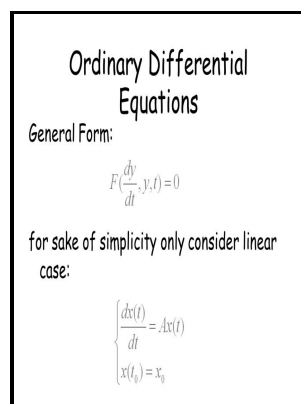 Ordinary Differential
Equations
General Form:
F(dy/dt, y, t) = 0
for sake of simplicity only consider linear
case:
{ dx(t)/dt = Ax(t)
x(t₀) = x₀